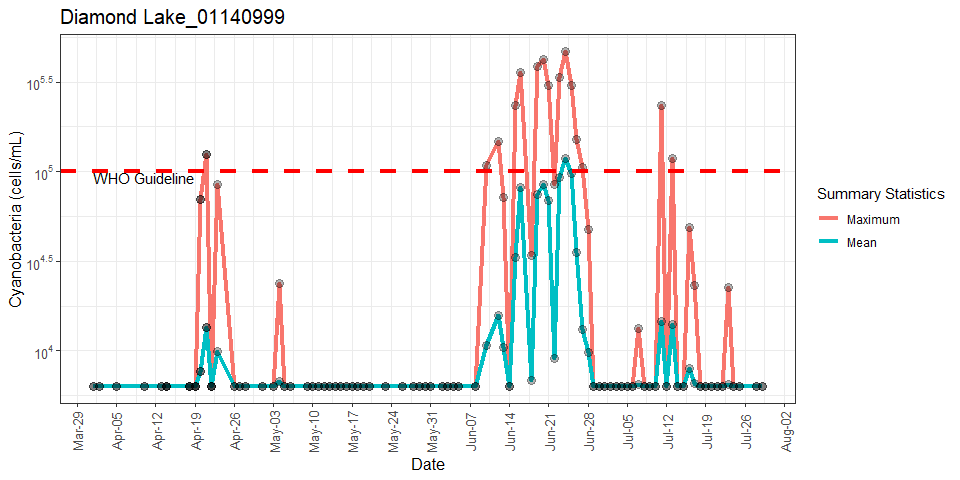 Diamond Lake_01140999
Cyanobacteria (cells/mL)
10^5.5
10^5
10^4.5
10^4
WHO Guideline
Mar-29
Apr-05
Apr-12
Apr-19
Apr-26
May-03
May-10
May-17
May-24
May-31
Jun-07
Jun-14
Jun-21
Jun-28
Jul-05
Jul-12
Jul-19
Jul-26
Aug-02
Date
Summary Statistics
Maximum
Mean